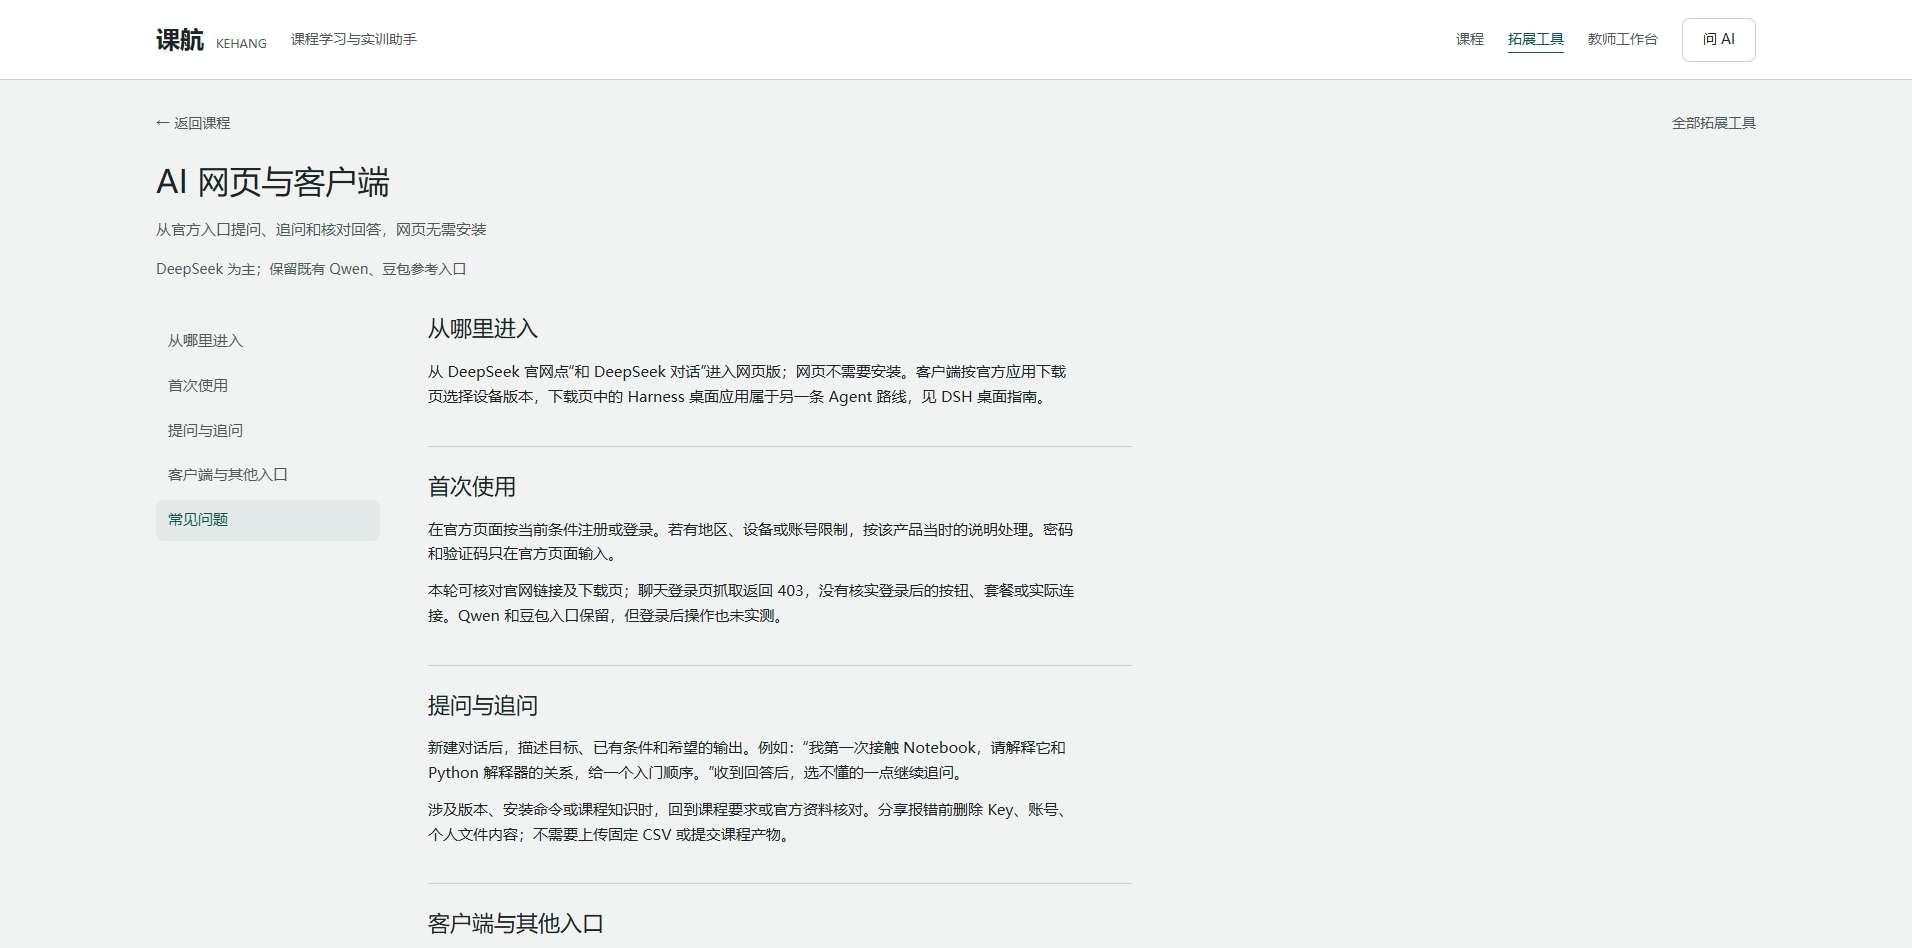 课航 KEHANG 课程学习与实训助手 课程 拓展工具 教师工作台 问 AI
← 返回课程 全部拓展工具
AI 网页与客户端
从官方入口提问、追问和核对回答，网页无需安装
DeepSeek 为主；保留既有 Qwen、豆包参考入口
从哪里进入
首次使用
提问与追问
客户端与其他入口
常见问题
从哪里进入
从 DeepSeek 官网点“和 DeepSeek 对话”进入网页版；网页不需要安装。客户端按官方应用下载
页选择设备版本，下载页中的 Harness 桌面应用属于另一条 Agent 路线，见 DSH 桌面指南。
首次使用
在官方页面按当前条件注册或登录。若有地区、设备或账号限制，按该产品当时的说明处理。密码
和验证码只在官方页面输入。
本轮可核对官网链接及下载页；聊天登录页抓取返回 403，没有核实登录后的按钮、套餐或实际连
接。Qwen 和豆包入口保留，但登录后操作也未实测。
提问与追问
新建对话后，描述目标、已有条件和希望的输出。例如：“我第一次接触 Notebook，请解释它和
Python 解释器的关系，给一个入门顺序。”收到回答后，选不懂的一点继续追问。
涉及版本、安装命令或课程知识时，回到课程要求或官方资料核对。分享报错前删除 Key、账号、
个人文件内容；不需要上传固定 CSV 或提交课程产物。
客户端与其他入口